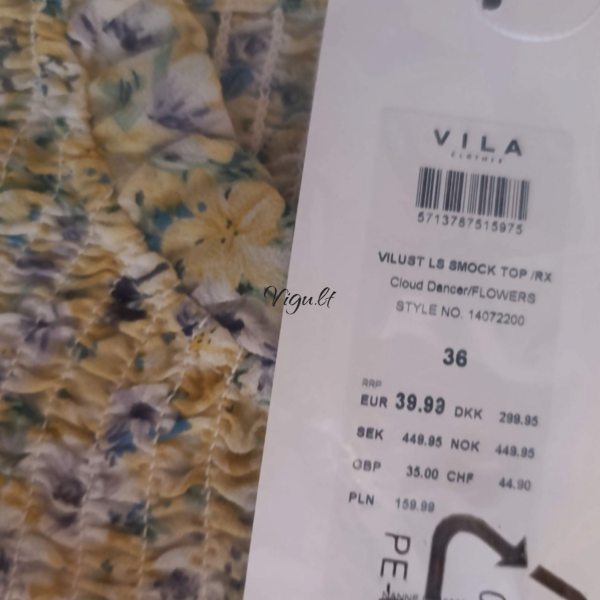 VILA
CLOTHES
5713787515975
VILUST LS SMOCK TOP /RX
Cloud Dancer/FLOWERS
STYLE NO. 14072200
Vigu.lt
36
RRP
EUR 39.99 DKK 299.95
SEK 449.95 NOK 449.95
GBP 35.00 CHF 44.90
PLN 159.99
PE-